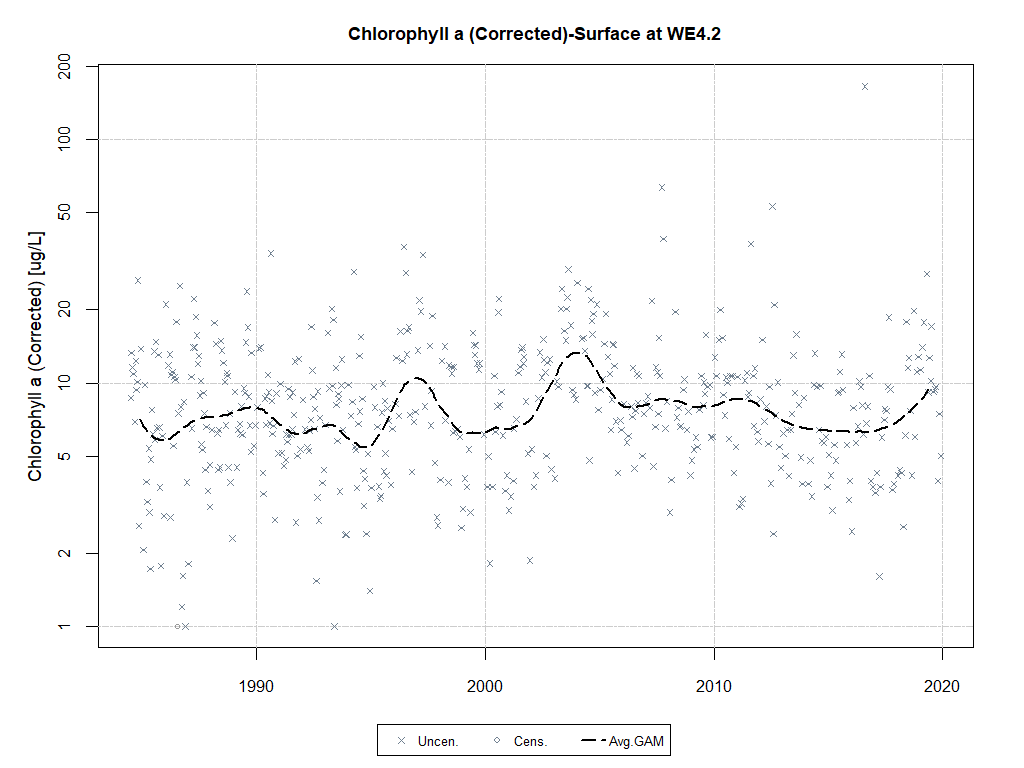 Chlorophyll a (Corrected)-Surface at WE4.2
Chlorophyll a (Corrected) [ug/L]
200
100
50
20
10
5
2
1
1990 2000 2010 2020
Uncen. Cens. Avg.GAM